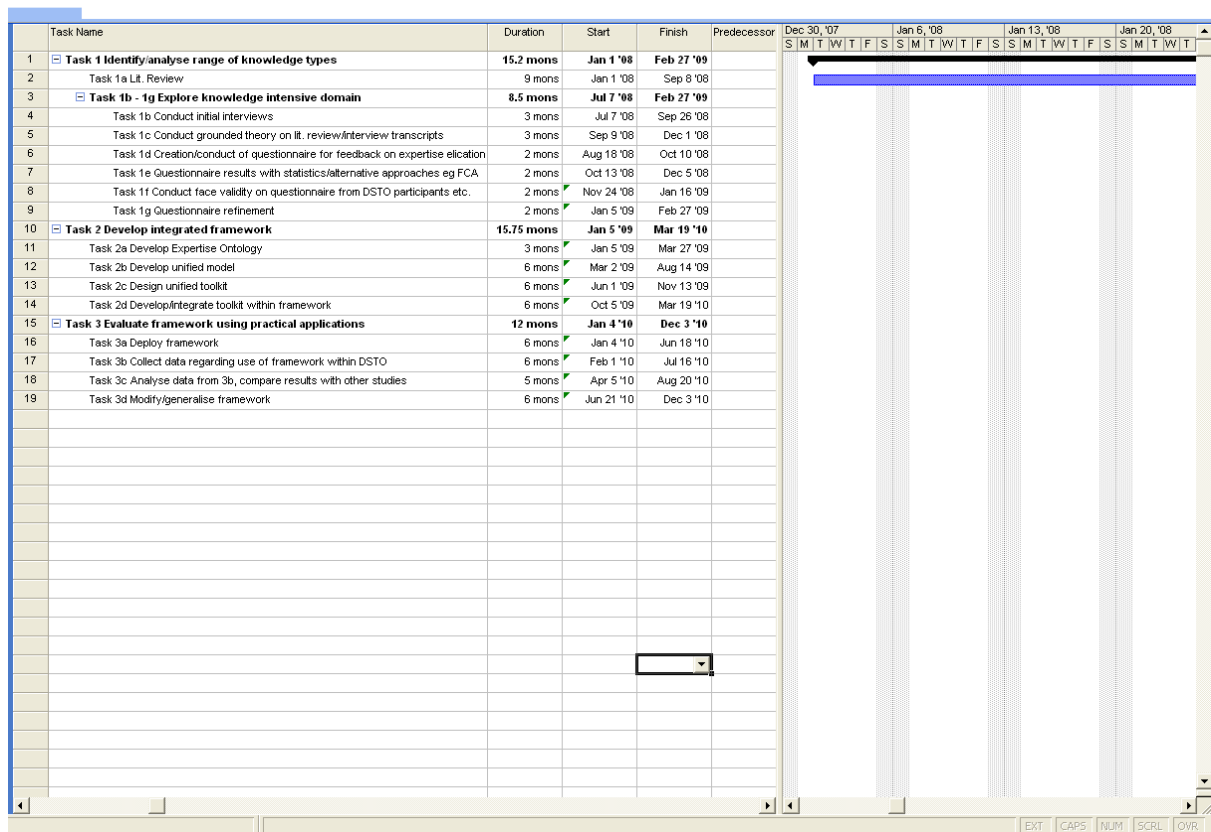 Task Name Duration Start Finish Predecessor Dec 30, '07 Jan 6, '08 Jan 13, '08 Jan 20, '08
S M T W T F S S M T W T F S S M T W T F S S M T W T
1 Task 1 Identify/analyse range of knowledge types 15.2 mons Jan 1 '08 Feb 27 '09
2 Task 1a Lit. Review 9 mons Jan 1 '08 Sep 8 '08
3 Task 1b - 1g Explore knowledge intensive domain 8.5 mons Jul 7 '08 Feb 27 '09
4 Task 1b Conduct initial interviews 3 mons Jul 7 '08 Sep 26 '08
5 Task 1c Conduct grounded theory on lit. review/interview transcripts 3 mons Sep 9 '08 Dec 1 '08
6 Task 1d Creation/conduct of questionnaire for feedback on expertise elication 2 mons Aug 18 '08 Oct 10 '08
7 Task 1e Questionnaire results with statistics/alternative approaches eg FCA 2 mons Oct 13 '08 Dec 5 '08
8 Task 1f Conduct face validity on questionnaire from DSTO participants etc. 2 mons Nov 24 '08 Jan 16 '09
9 Task 1g Questionnaire refinement 2 mons Jan 5 '09 Feb 27 '09
10 Task 2 Develop integrated framework 15.75 mons Jan 5 '09 Mar 19 '10
11 Task 2a Develop Expertise Ontology 3 mons Jan 5 '09 Mar 27 '09
12 Task 2b Develop unified model 6 mons Mar 2 '09 Aug 14 '09
13 Task 2c Design unified toolkit 6 mons Jun 1 '09 Nov 13 '09
14 Task 2d Develop/integrate toolkit within framework 6 mons Oct 5 '09 Mar 19 '10
15 Task 3 Evaluate framework using practical applications 12 mons Jan 4 '10 Dec 3 '10
16 Task 3a Deploy framework 6 mons Jan 4 '10 Jun 18 '10
17 Task 3b Collect data regarding use of framework within DSTO 6 mons Feb 1 '10 Jul 16 '10
18 Task 3c Analyse data from 3b, compare results with other studies 5 mons Apr 5 '10 Aug 20 '10
19 Task 3d Modify/generalise framework 6 mons Jun 21 '10 Dec 3 '10
EXT CAPS NUM SCRL OVR